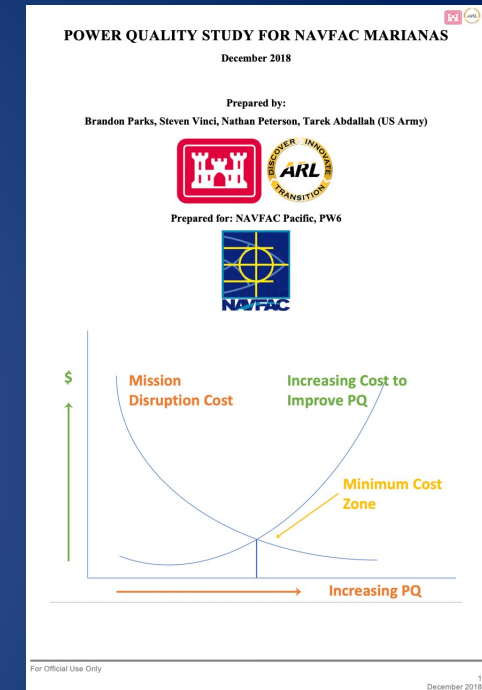 POWER QUALITY STUDY FOR NAVFAC MARIANAS
December 2018
Prepared by:
Brandon Parks, Steven Vinci, Nathan Peterson, Tarek Abdallah (US Army)
DISCOVER INNOVATE
ARL
TRANSITION
Prepared for: NAVFAC Pacific, PW6
NAVFAC
$
Mission
Disruption Cost
Increasing Cost to
Improve PQ
Minimum Cost
Zone
Increasing PQ
For Official Use Only
1
December 2018